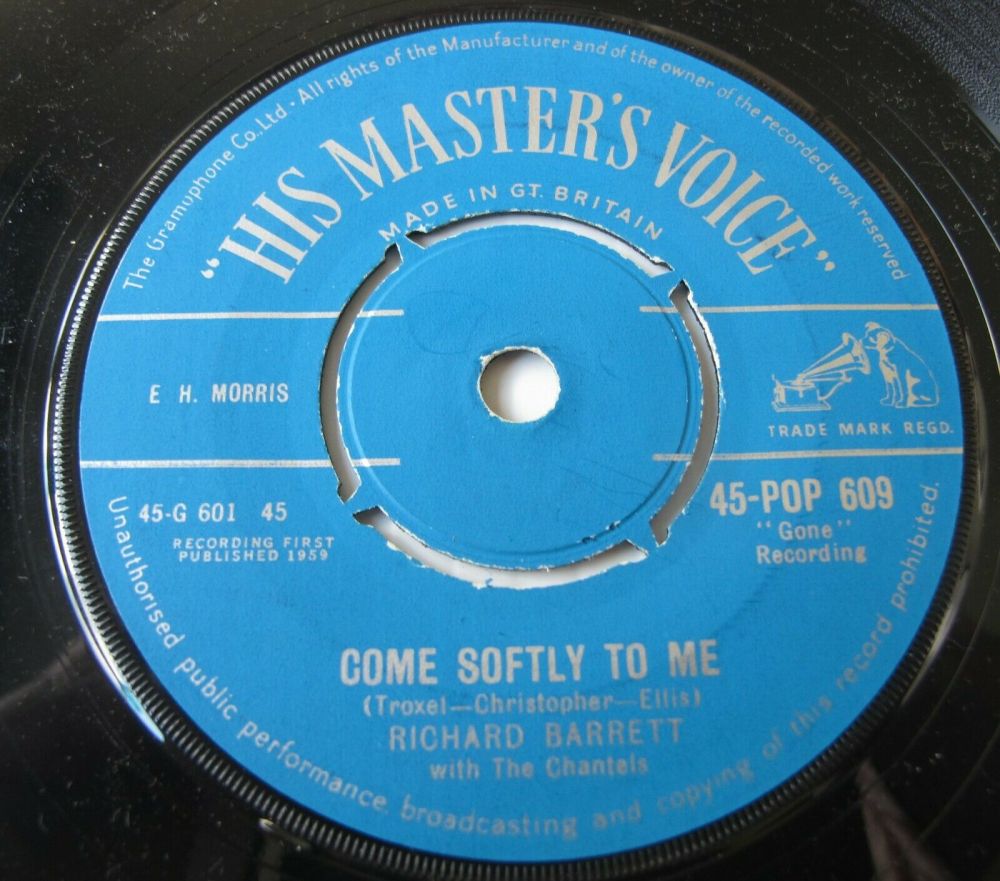 The Gramophone Co.,Ltd · All rights of the Manufacturer and of the owner of the recorded work reserved
"HIS MASTER'S VOICE"
MADE IN GT. BRITAIN
E H. MORRIS
TRADE MARK REGD.
45-G 601 45
RECORDING FIRST
PUBLISHED 1959
45-POP 609
"Gone"
Recording
COME SOFTLY TO ME
(Troxel—Christopher—Ellis)
RICHARD BARRETT
with The Chantels
Unauthorised public performance broadcasting and copying of this record prohibited.